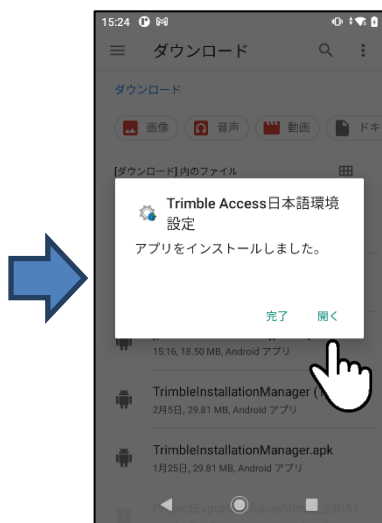 15:24
ダウンロード
ダウンロード
画像 音声 動画 ドキ
[ダウンロード] 内のファイル
Trimble Access日本語環境
設定
アプリをインストールしました。
完了 開く
15:16, 18.50 MB, Android アプリ
TrimbleInstallationManager (1
2月5日, 29.81 MB, Android アプリ
TrimbleInstallationManager.apk
1月25日, 29.81 MB, Android アプリ